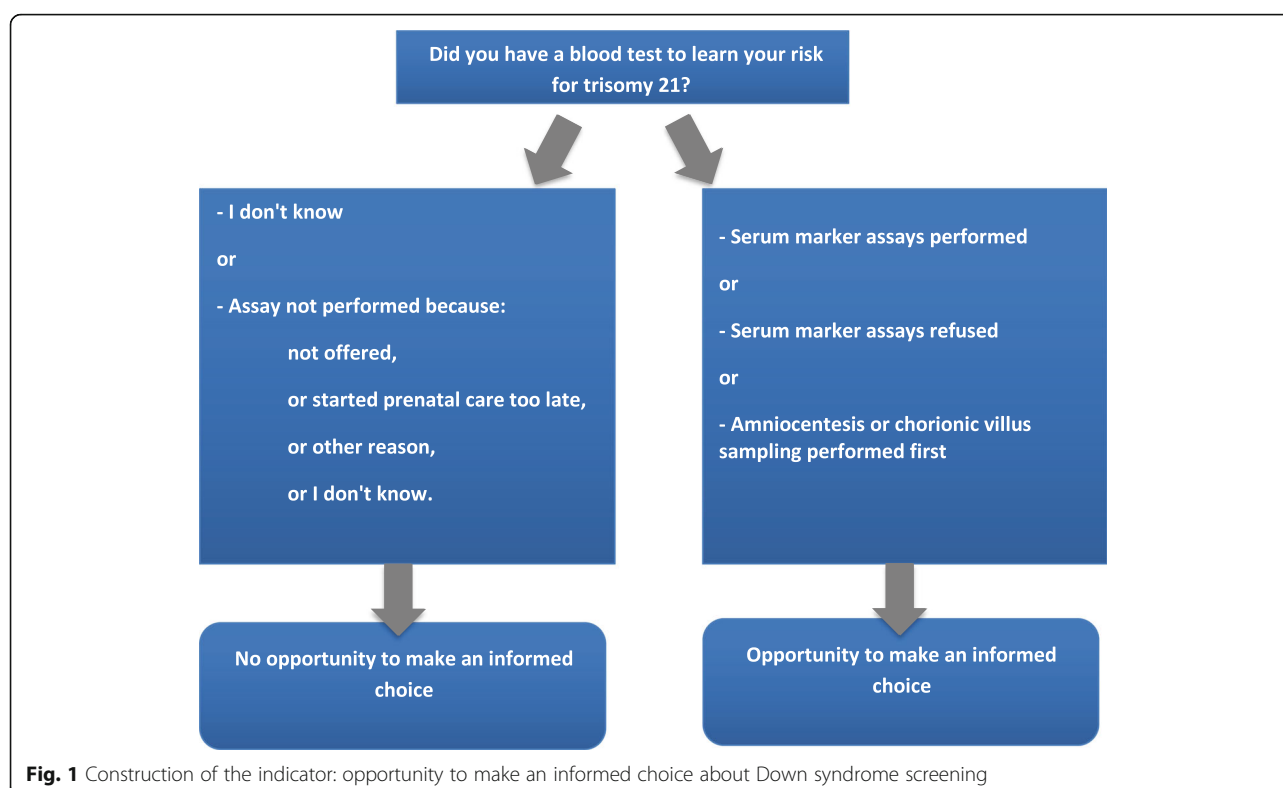 Did you have a blood test to learn your risk
for trisomy 21?
- I don't know
or
- Assay not performed because:
not offered,
or started prenatal care too late,
or other reason,
or I don't know.
- Serum marker assays performed
or
- Serum marker assays refused
or
- Amniocentesis or chorionic villus
sampling performed first
No opportunity to make an informed
choice
Opportunity to make an informed
choice
Fig. 1 Construction of the indicator: opportunity to make an informed choice about Down syndrome screening